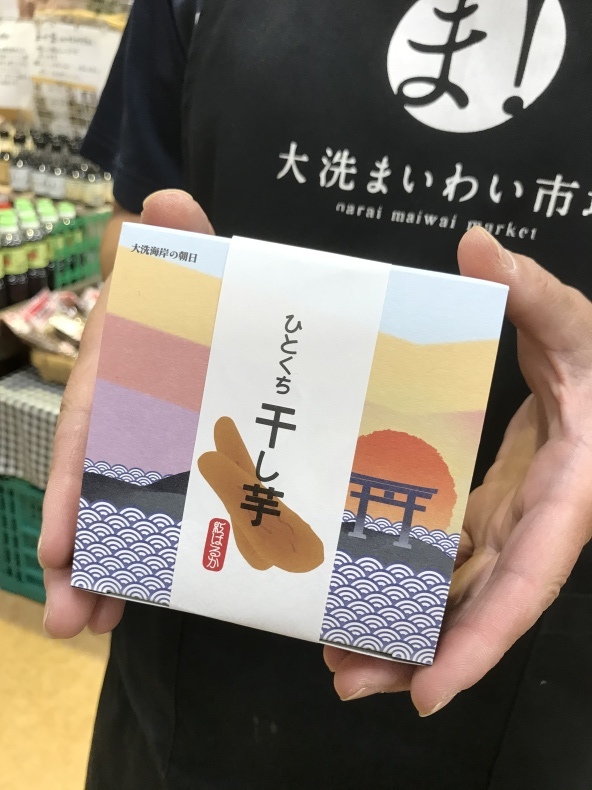 ま!
大洗まいわい市場
oarai maiwai market
大洗海岸の朝日
ひとくち
干し芋
紅はるか